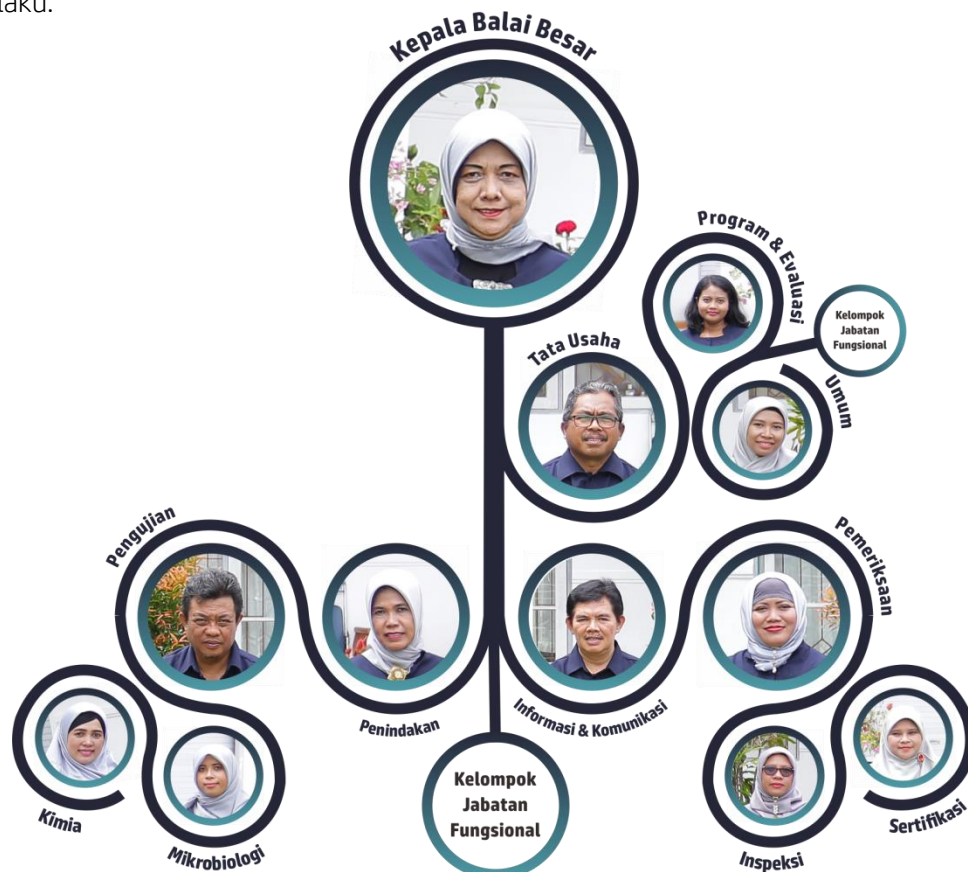 laku.
Kepala Balai Besar
Program & Evaluasi
Kelompok
Jabatan
Fungsional
Tata Usaha
Umum
Pengujian
Pemeriksaan
Penindakan
Informasi & Komunikasi
Kelompok
Jabatan
Fungsional
Kimia
Mikrobiologi
Inspeksi
Sertifikasi